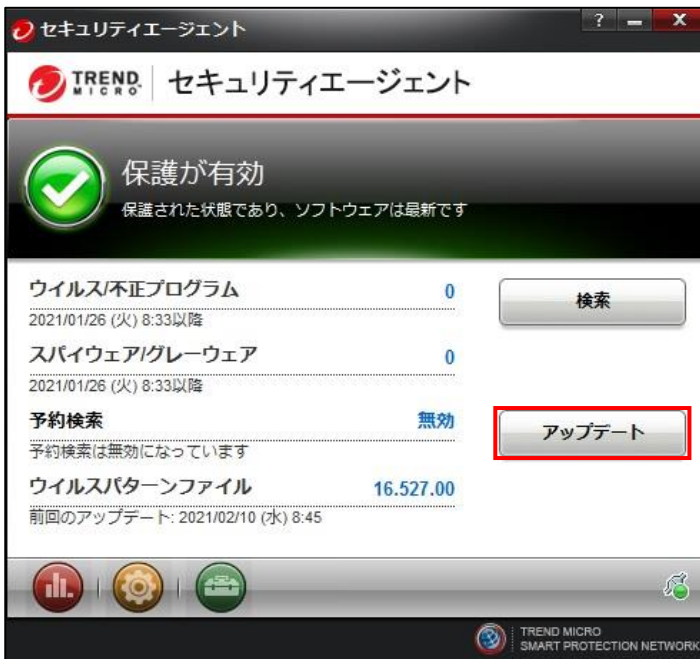 セキュリティエージェント
? X
TREND MICRO セキュリティエージェント
保護が有効
保護された状態であり、ソフトウェアは最新です
ウイルス/不正プログラム 0
2021/01/26 (火) 8:33以降
検索
スパイウェア/グレーウェア 0
2021/01/26 (火) 8:33以降
予約検索 無効
予約検索は無効になっています
アップデート
ウイルスパターンファイル 16.527.00
前回のアップデート: 2021/02/10 (水) 8:45
TREND MICRO
SMART PROTECTION NETWORK